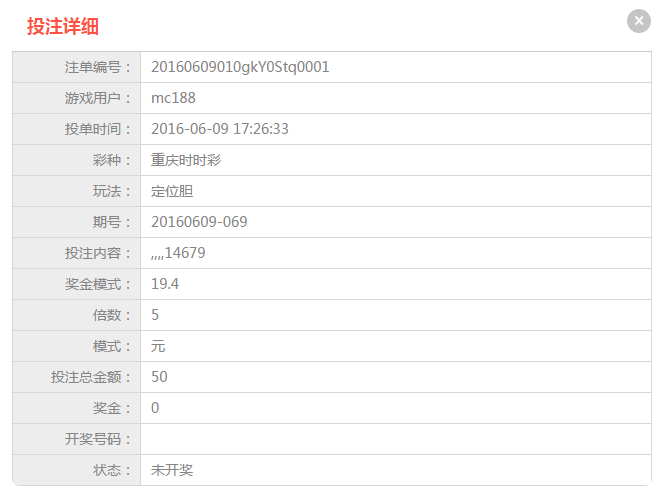 投注详细
注单编号： 20160609010gkY0Stq0001
游戏用户： mc188
投单时间： 2016-06-09 17:26:33
彩种： 重庆时时彩
玩法： 定位胆
期号： 20160609-069
投注内容： ,,,,14679
奖金模式： 19.4
倍数： 5
模式： 元
投注总金额： 50
奖金： 0
开奖号码：
状态： 未开奖